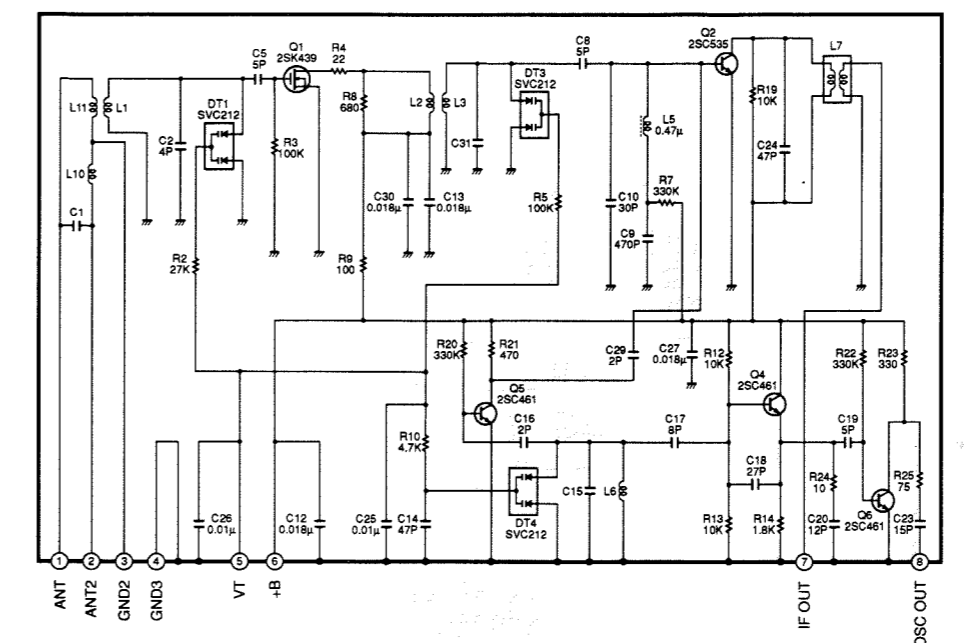 C5
5P
Q1
2SK439
R4
22
C8
5P
Q2
2SC535
L7
L11
L1
DT1
SVC212
R8
680
L2
L3
DT3
SVC212
R19
10K
C2
4P
R3
100K
C31
L5
0.47μ
C24
47P
L10
C30
0.018μ
C13
0.018μ
R5
100K
C10
30P
R7
330K
C1
C9
470P
R2
27K
R9
100
R20
330K
R21
470
C29
2P
C27
0.018μ
R12
10K
R22
330K
R23
330
Q5
2SC461
Q4
2SC461
C16
2P
C17
8P
C19
5P
R10
4.7K
C18
27P
R24
10
R25
75
C15
L6
DT4
SVC212
Q6
2SC461
C26
0.01μ
C12
0.018μ
C25
0.01μ
C14
47P
R13
10K
R14
1.8K
C20
12P
C23
15P
1
2
3
4
5
6
7
8
ANT
ANT2
GND2
GND3
VT
+B
IF OUT
OSC OUT